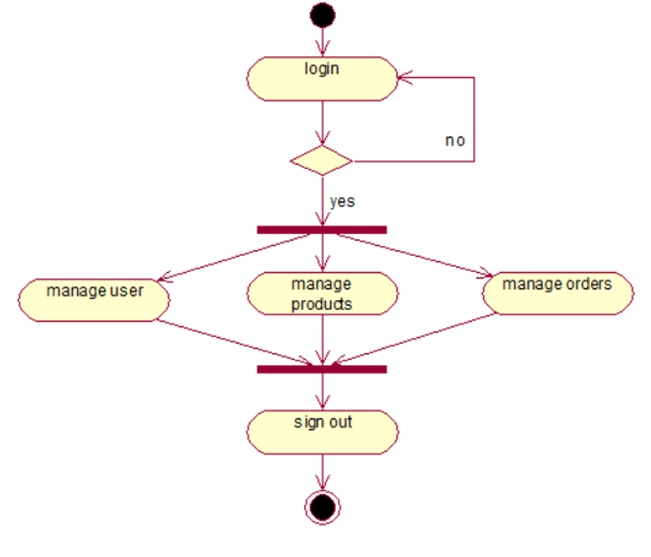 login
no
yes
manage user
manage
products
manage orders
sign out